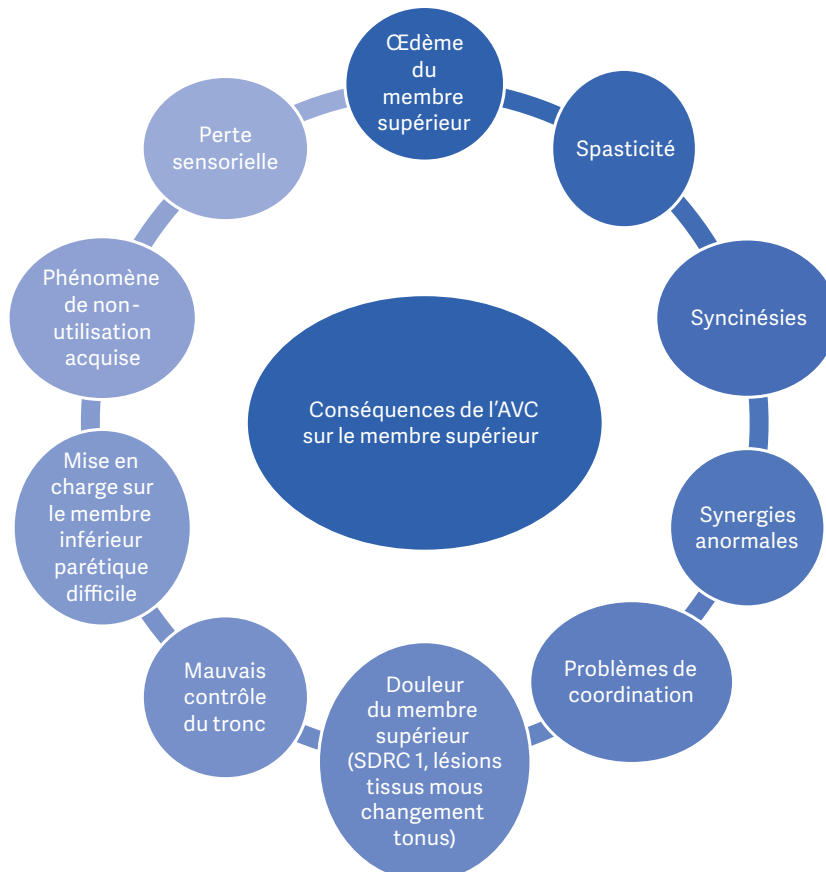 Œdème
du
membre
supérieur
Spasticité
Syncinésies
Synergies
anormales
Problèmes de
coordination
Douleur
du membre
supérieur
(SDRC 1, lésions
tissus mous
changement
tonus)
Mauvais
contrôle
du tronc
Mise en
charge sur
le membre
inférieur
parétique
difficile
Phénomène
de non-
utilisation
acquise
Perte
sensorielle
Conséquences de l'AVC
sur le membre supérieur